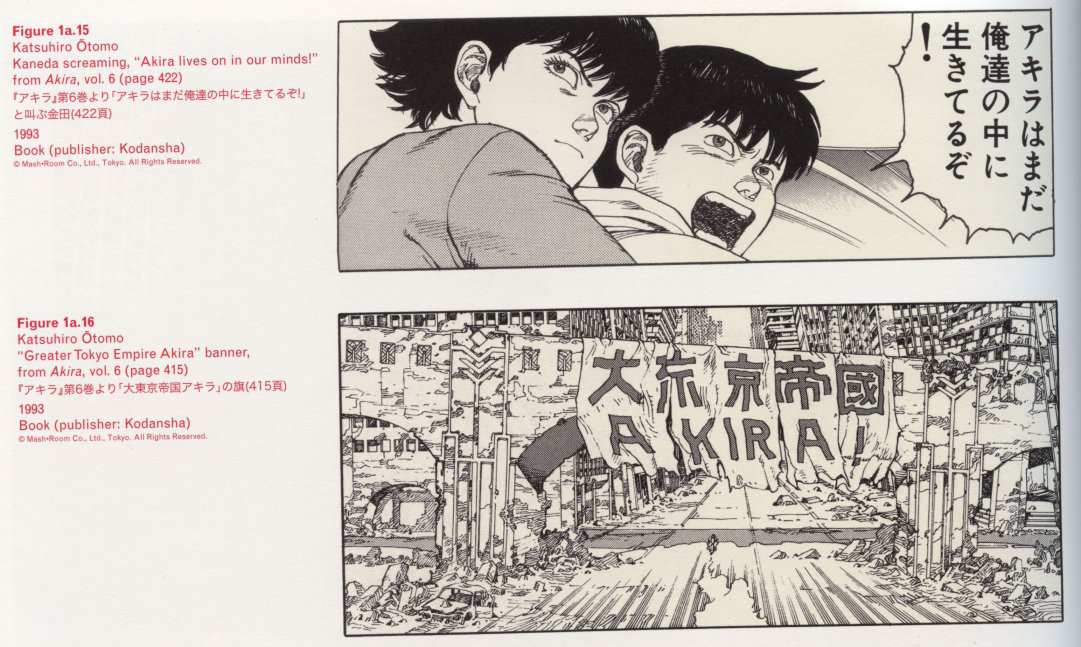 Figure 1a.15
Katsuhiro Ōtomo
Kaneda screaming, “Akira lives on in our minds!”
from Akira, vol. 6 (page 422)
『アキラ』第6巻より「アキラはまだ俺達の中に生きてるぞ!」
と叫ぶ金田(422頁)
1993
Book (publisher: Kodansha)
© Mash•Room Co., Ltd., Tokyo. All Rights Reserved.
アキラはまだ
俺達の中に
生きてるぞ
!
Figure 1a.16
Katsuhiro Ōtomo
“Greater Tokyo Empire Akira” banner,
from Akira, vol. 6 (page 415)
『アキラ』第6巻より「大東京帝国アキラ」の旗(415頁)
1993
Book (publisher: Kodansha)
© Mash•Room Co., Ltd., Tokyo. All Rights Reserved.
大東京帝國
AKIRA!